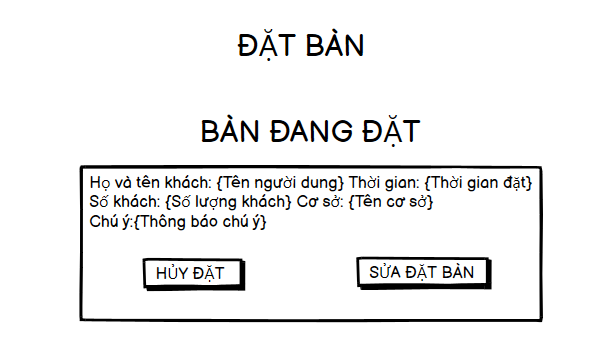 ĐẶT BÀN
BÀN ĐANG ĐẶT
Họ và tên khách: {Tên người dung} Thời gian: {Thời gian đặt}
Số khách: {Số lượng khách} Cơ sở: {Tên cơ sở}
Chú ý:{Thông báo chú ý}
HỦY ĐẶT
SỬA ĐẶT BÀN